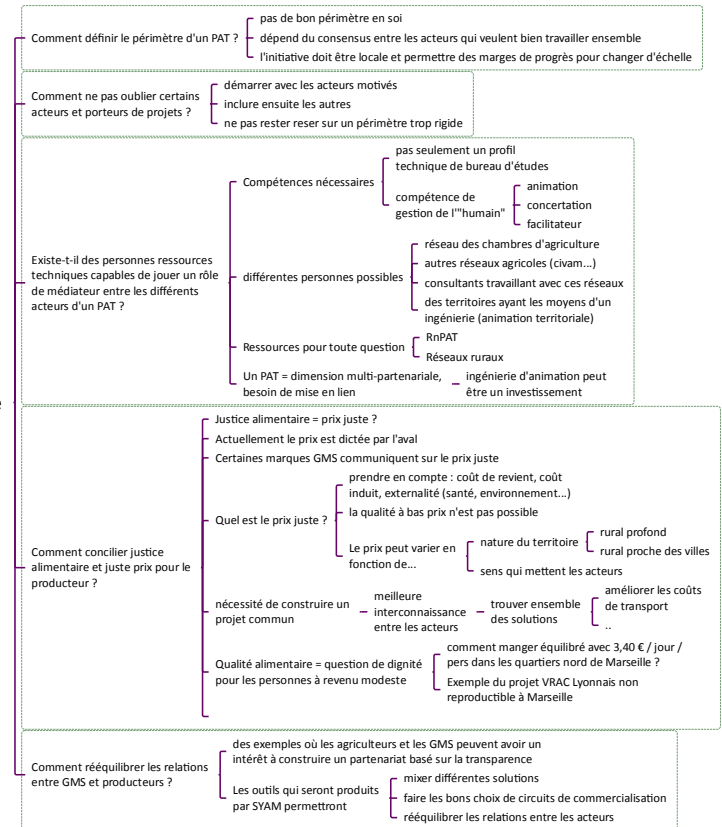 Comment définir le périmètre d'un PAT ?
pas de bon périmètre en soi
dépend du consensus entre les acteurs qui veulent bien travailler ensemble
l'initiative doit être locale et permettre des marges de progrès pour changer d'échelle
Comment ne pas oublier certains
acteurs et porteurs de projets ?
démarrer avec les acteurs motivés
inclure ensuite les autres
ne pas rester reser sur un périmètre trop rigide
Existe-t-il des personnes ressources
techniques capables de jouer un rôle
de médiateur entre les différents
acteurs d'un PAT ?
Compétences nécessaires
pas seulement un profil
technique de bureau d'études
compétence de
gestion de l'"humain"
animation
concertation
facilitateur
différentes personnes possibles
réseau des chambres d'agriculture
autres réseaux agricoles (civam...)
consultants travaillant avec ces réseaux
des territoires ayant les moyens d'un
ingénierie (animation territoriale)
Ressources pour toute question
RnPAT
Réseaux ruraux
Un PAT = dimension multi-partenariale,
besoin de mise en lien
ingénierie d'animation peut
être un investissement
e
Comment concilier justice
alimentaire et juste prix pour le
producteur ?
Justice alimentaire = prix juste ?
Actuellement le prix est dictée par l'aval
Certaines marques GMS communiquent sur le prix juste
Quel est le prix juste ?
prendre en compte : coût de revient, coût
induit, externalité (santé, environnement...)
la qualité à bas prix n'est pas possible
Le prix peut varier en
fonction de...
nature du territoire
rural profond
rural proche des villes
sens qui mettent les acteurs
nécessité de construire un
projet commun
meilleure
interconnaissance
entre les acteurs
trouver ensemble
des solutions
améliorer les coûts
de transport
..
Qualité alimentaire = question de dignité
pour les personnes à revenu modeste
comment manger équilibré avec 3,40 € / jour /
pers dans les quartiers nord de Marseille ?
Exemple du projet VRAC Lyonnais non
reproductible à Marseille
Comment rééquilibrer les relations
entre GMS et producteurs ?
des exemples où les agriculteurs et les GMS peuvent avoir un
intérêt à construire un partenariat basé sur la transparence
Les outils qui seront produits
par SYAM permettront
mixer différentes solutions
faire les bons choix de circuits de commercialisation
rééquilibrer les relations entre les acteurs